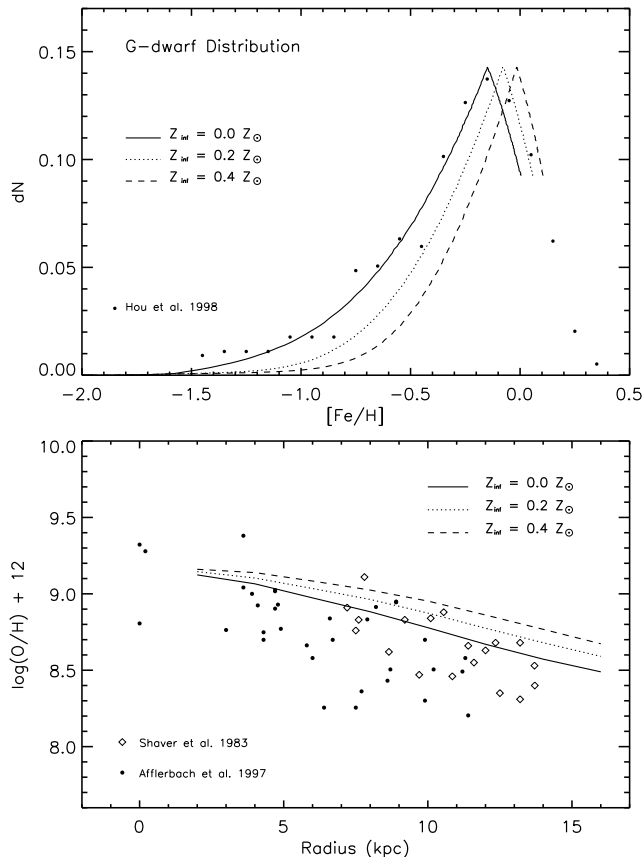 G-dwarf Distribution
Z_inf = 0.0 Z_⊙
Z_inf = 0.2 Z_⊙
Z_inf = 0.4 Z_⊙
Hou et al. 1998
dN
0.15
0.10
0.05
0.00
−2.0 −1.5 −1.0 −0.5 0.0 0.5
[Fe/H]
Z_inf = 0.0 Z_⊙
Z_inf = 0.2 Z_⊙
Z_inf = 0.4 Z_⊙
log(O/H) + 12
10.0
9.5
9.0
8.5
8.0
Shaver et al. 1983
Afflerbach et al. 1997
0 5 10 15
Radius (kpc)